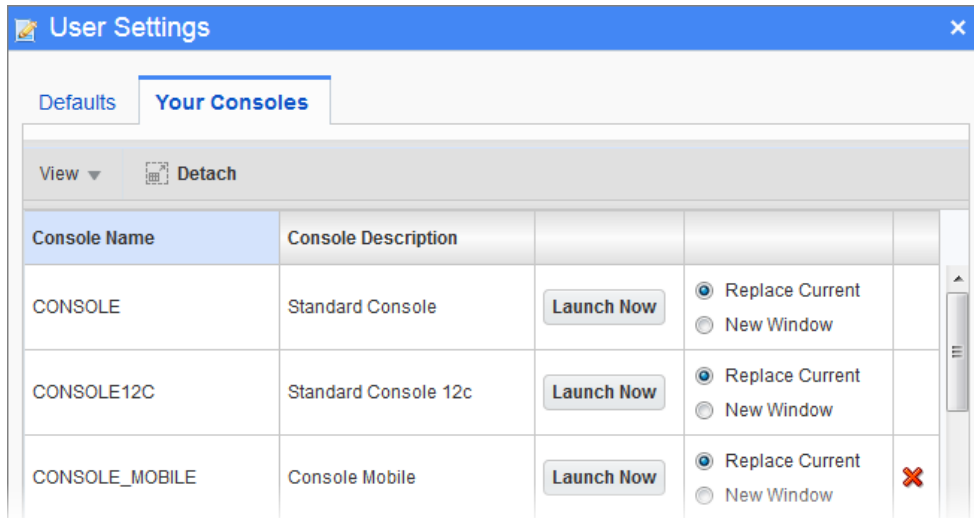 User Settings
Defaults Your Consoles
View Detach
Console Name Console Description
CONSOLE Standard Console Launch Now Replace Current
New Window
CONSOLE12C Standard Console 12c Launch Now Replace Current
New Window
CONSOLE_MOBILE Console Mobile Launch Now Replace Current
New Window